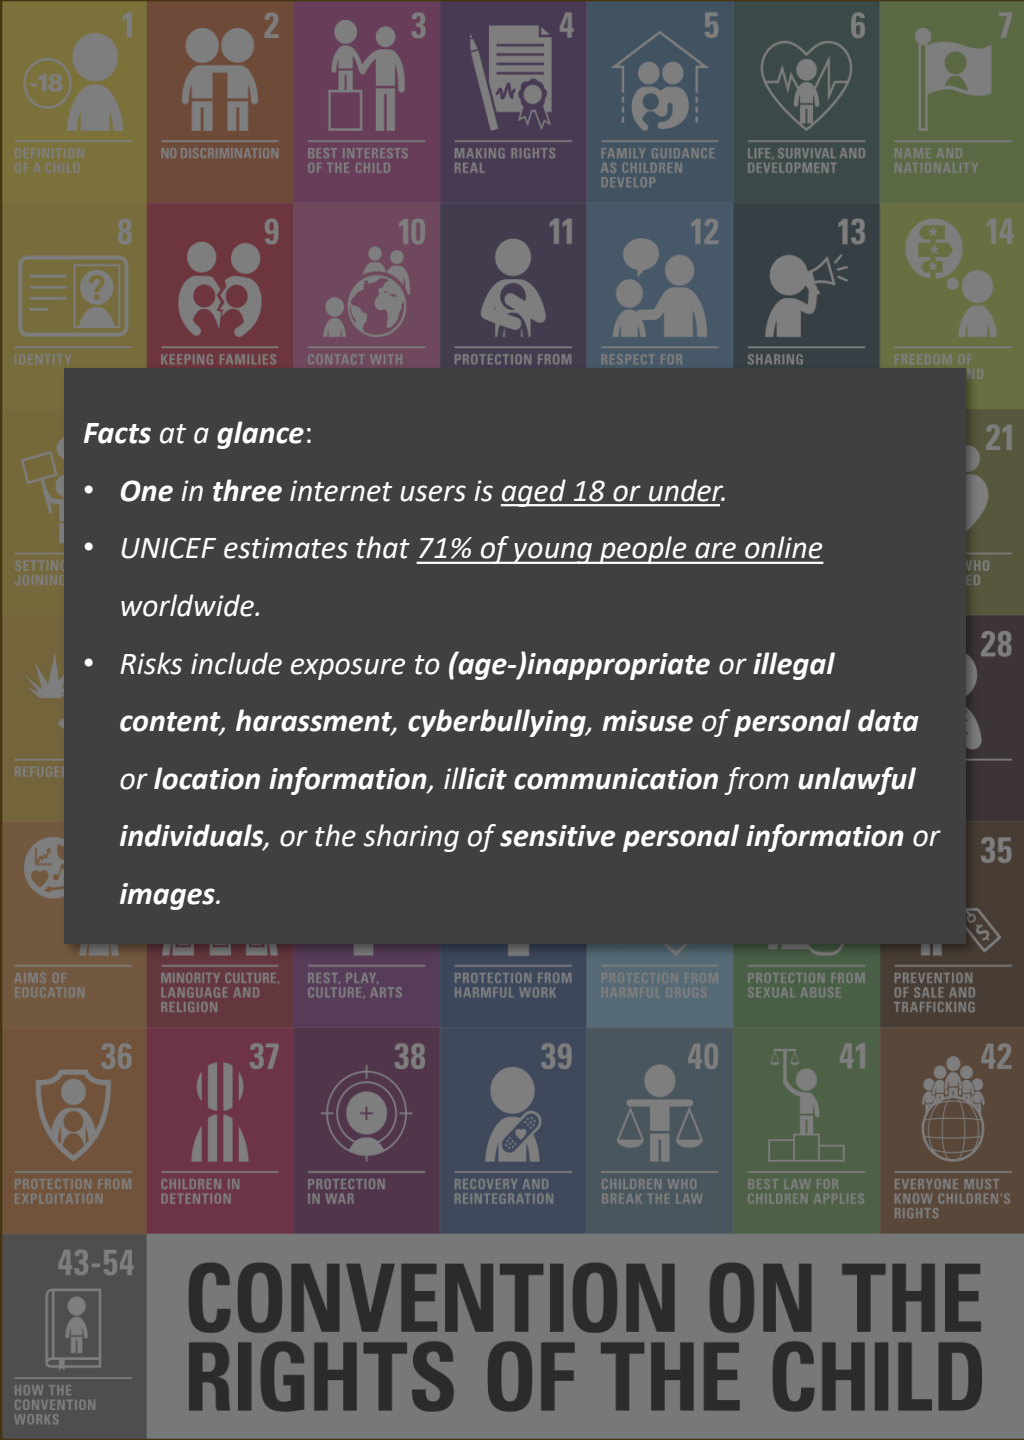 1
2
3
4
5
6
7
-18
DEFINITION
OF A CHILD
NO DISCRIMINATION
BEST INTERESTS
OF THE CHILD
MAKING RIGHTS
REAL
FAMILY GUIDANCE
AS CHILDREN
DEVELOP
LIFE, SURVIVAL AND
DEVELOPMENT
NAME AND
NATIONALITY
8
9
10
11
12
13
14
?
IDENTITY
KEEPING FAMILIES
CONTACT WITH
PROTECTION FROM
RESPECT FOR
SHARING
FREEDOM OF
ND
Facts at a glance:
• One in three internet users is aged 18 or under.
• UNICEF estimates that 71% of young people are online
worldwide.
• Risks include exposure to (age-)inappropriate or illegal
content, harassment, cyberbullying, misuse of personal data
or location information, illicit communication from unlawful
individuals, or the sharing of sensitive personal information or
images.
21
SETTING
JOINING
WHO
ED
28
REFUGE
35
$
AIMS OF
EDUCATION
MINORITY CULTURE,
LANGUAGE AND
RELIGION
REST, PLAY,
CULTURE, ARTS
PROTECTION FROM
HARMFUL WORK
PROTECTION FROM
HARMFUL DRUGS
PROTECTION FROM
SEXUAL ABUSE
PREVENTION
OF SALE AND
TRAFFICKING
36
37
38
39
40
41
42
PROTECTION FROM
EXPLOITATION
CHILDREN IN
DETENTION
PROTECTION
IN WAR
RECOVERY AND
REINTEGRATION
CHILDREN WHO
BREAK THE LAW
BEST LAW FOR
CHILDREN APPLIES
EVERYONE MUST
KNOW CHILDREN'S
RIGHTS
43-54
HOW THE
CONVENTION
WORKS
CONVENTION ON THE
RIGHTS OF THE CHILD